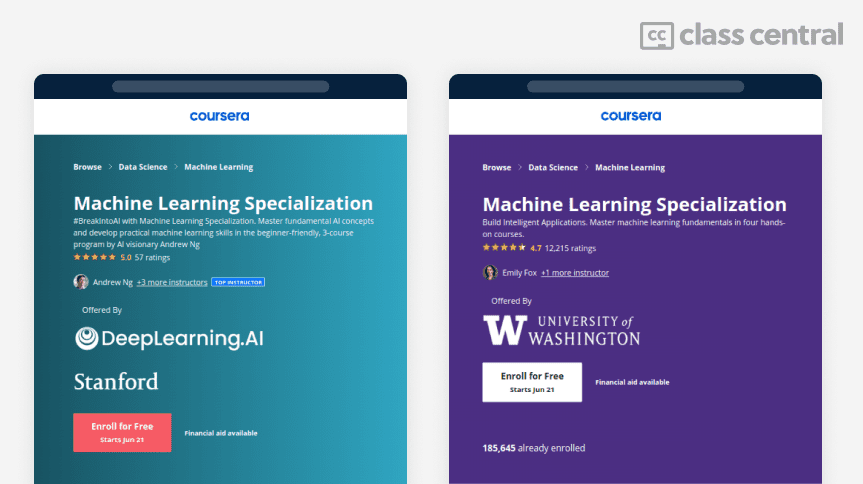 cc class central
coursera
Browse > Data Science > Machine Learning
Machine Learning Specialization
#BreakIntoAI with Machine Learning Specialization. Master fundamental AI concepts
and develop practical machine learning skills in the beginner-friendly, 3-course
program by AI visionary Andrew Ng
5.0 57 ratings
Andrew Ng +3 more instructors TOP INSTRUCTOR
Offered By
DeepLearning.AI
Stanford
Enroll for Free
Starts Jun 21
Financial aid available
coursera
Browse > Data Science > Machine Learning
Machine Learning Specialization
Build Intelligent Applications. Master machine learning fundamentals in four hands-
on courses.
4.7 12,215 ratings
Emily Fox +1 more instructor
Offered By
W UNIVERSITY of
WASHINGTON
Enroll for Free
Starts Jun 21
Financial aid available
185,645 already enrolled